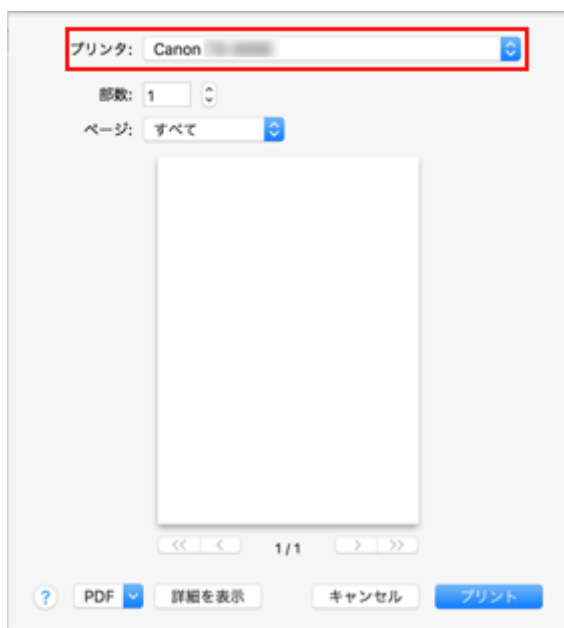 プリンタ: Canon
部数: 1
ページ: すべて
<< < 1 / 1 > >>
? PDF 詳細を表示 キャンセル プリント